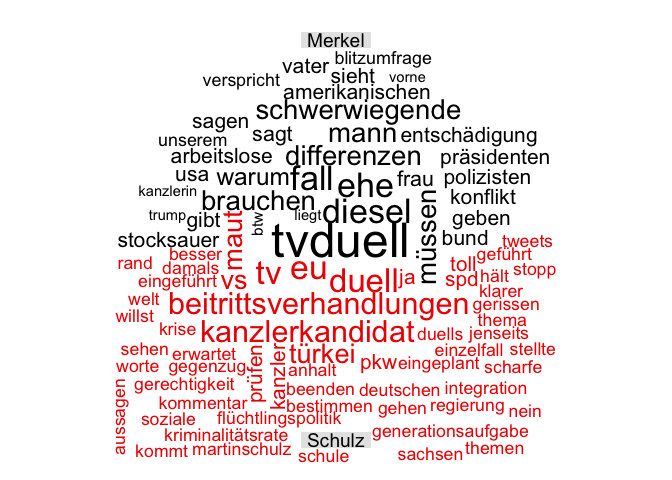 Merkel
blitzumfrage
vater
sieht
vorne
verspricht
amerikanischen
schwerwiegende
sagen
sagt
mann
entschädigung
unserem
arbeitslose
differenzen
präsidenten
usa
warum
fall
ehe
frau
polizisten
kanzlerin
brauchen
diesel
konflikt
trump
gibt
btw
liegt
müssen
geben
stocksauer
maut
tvduell
bund
tweets
besser
rand
damals
eingeführt
vs
tv
eu
duell
ja
toll
geführt
spd
hält
stopp
welt
beitrittsverhandlungen
klarer
gerissen
willst
krise
kanzlerkandidat
duells
thema
jenseits
sehen
erwartet
türkei
einzelfall
stellte
worte
gegenzug
prüfen
kanzler
anhalt
pkw
eingeplant
scharfe
aussagen
gerechtigkeit
beenden
deutschen
integration
kommentar
bestimmen
gehen
regierung
nein
soziale
flüchtlingspolitik
kriminalitätsrate
Schulz
generationsaufgabe
kommt
martinschulz
schule
sachsen
themen